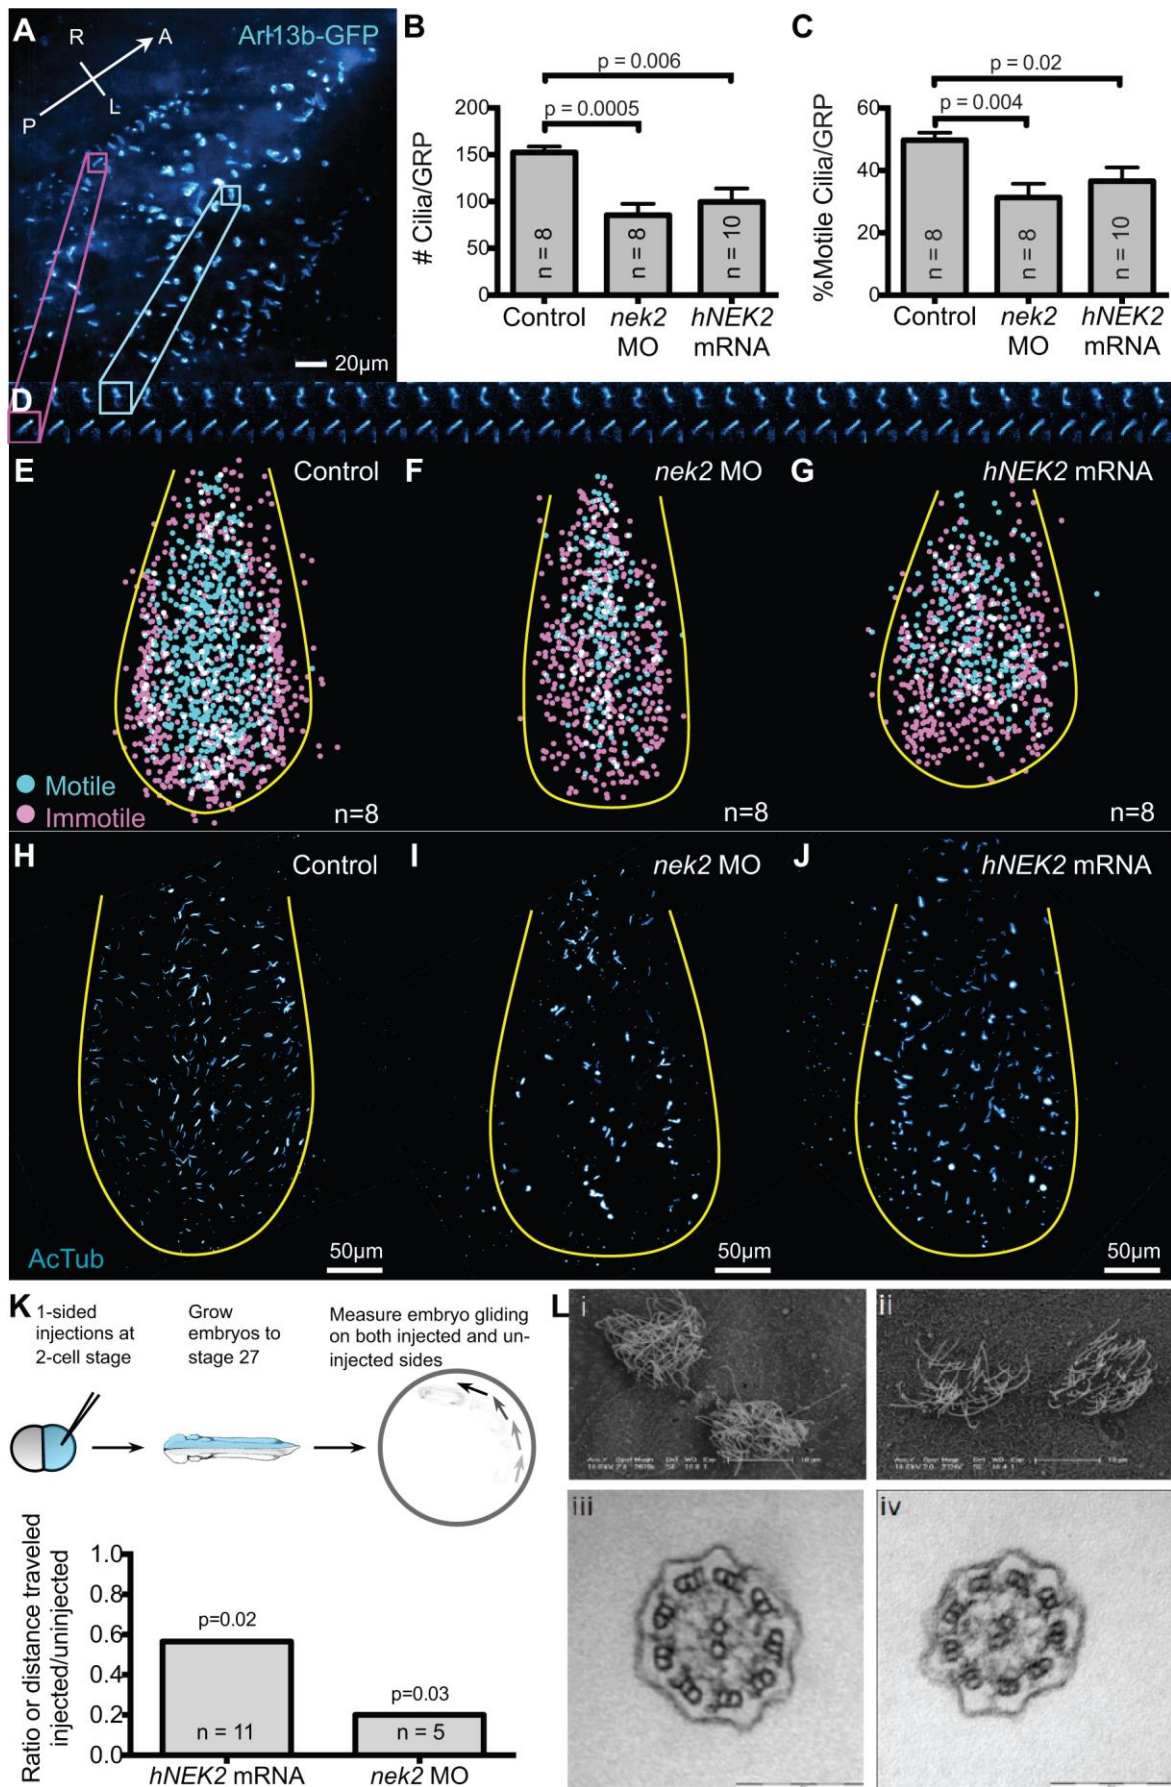 A
R
A
Arl13b-GFP
P
L
20µm
B
p = 0.006
p = 0.0005
# Cilia/GRP
200
150
100
50
0
n = 8
n = 8
n = 10
Control
nek2
MO
hNEK2
mRNA
C
p = 0.02
p = 0.004
%Motile Cilia/GRP
60
40
20
0
n = 8
n = 8
n = 10
Control
nek2
MO
hNEK2
mRNA
D
E
Control
Motile
Immotile
n=8
F
nek2 MO
n=8
G
hNEK2 mRNA
n=8
H
Control
AcTub
50µm
I
nek2 MO
50µm
J
hNEK2 mRNA
50µm
K
1-sided
injections at
2-cell stage
Grow
embryos to
stage 27
Measure embryo gliding
on both injected and un-
injected sides
Ratio or distance traveled
injected/uninjected
1.0
0.8
0.6
0.4
0.2
0.0
p=0.02
n = 11
hNEK2 mRNA
p=0.03
n = 5
nek2 MO
L
i
ii
iii
iv